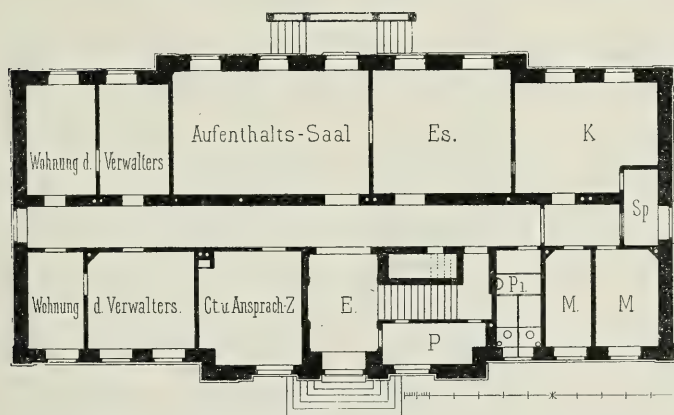 Aufenthalts-Saal
Es.
K
Wohnung d. Verwalters
Sp
Wohnung d. Verwalters.
Ct. u. Ansprach-Z
E.
P
P1.
M.
M